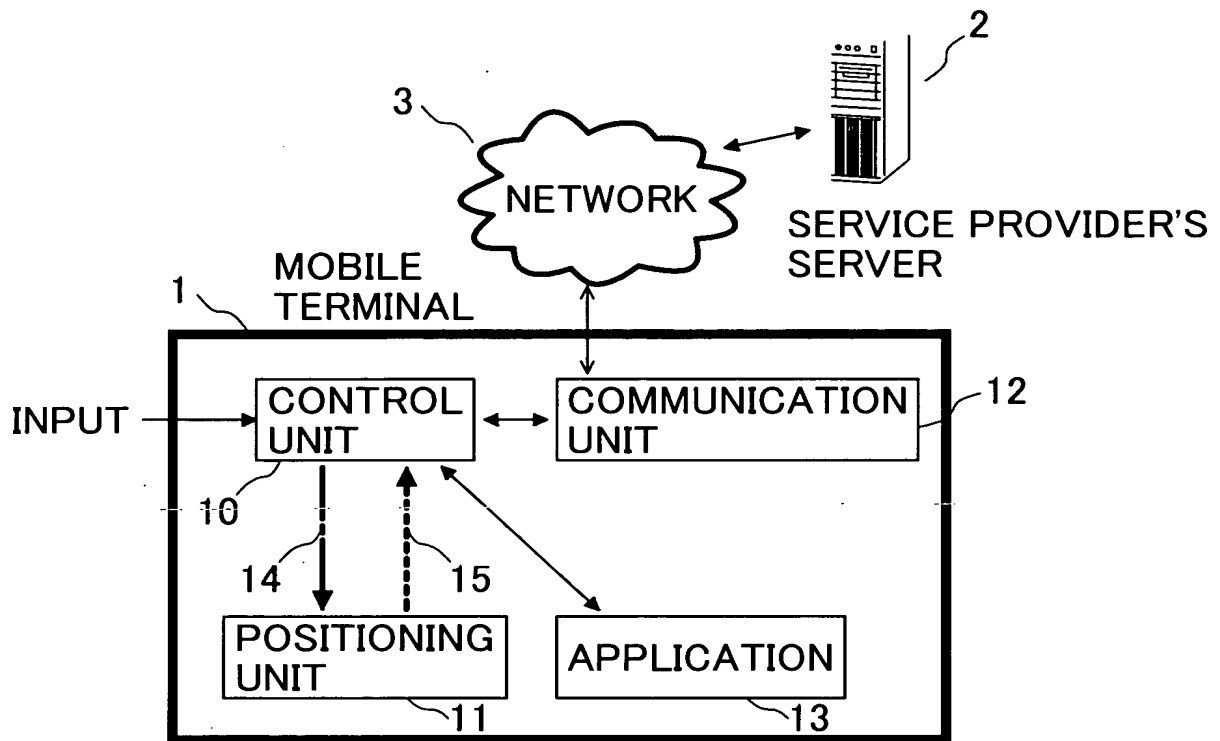 2
3
NETWORK
SERVICE PROVIDER'S
SERVER
MOBILE
TERMINAL
1
INPUT
CONTROL
UNIT
COMMUNICATION
UNIT
12
10
14
15
POSITIONING
UNIT
APPLICATION
11
13